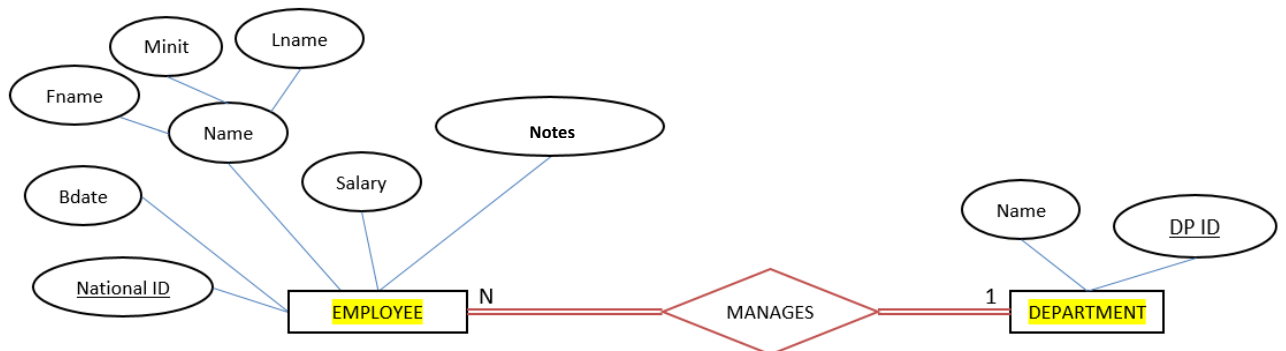 Minit
Lname
Fname
Name
Notes
Salary
Bdate
Name
DP ID
National ID
EMPLOYEE
N
MANAGES
1
DEPARTMENT